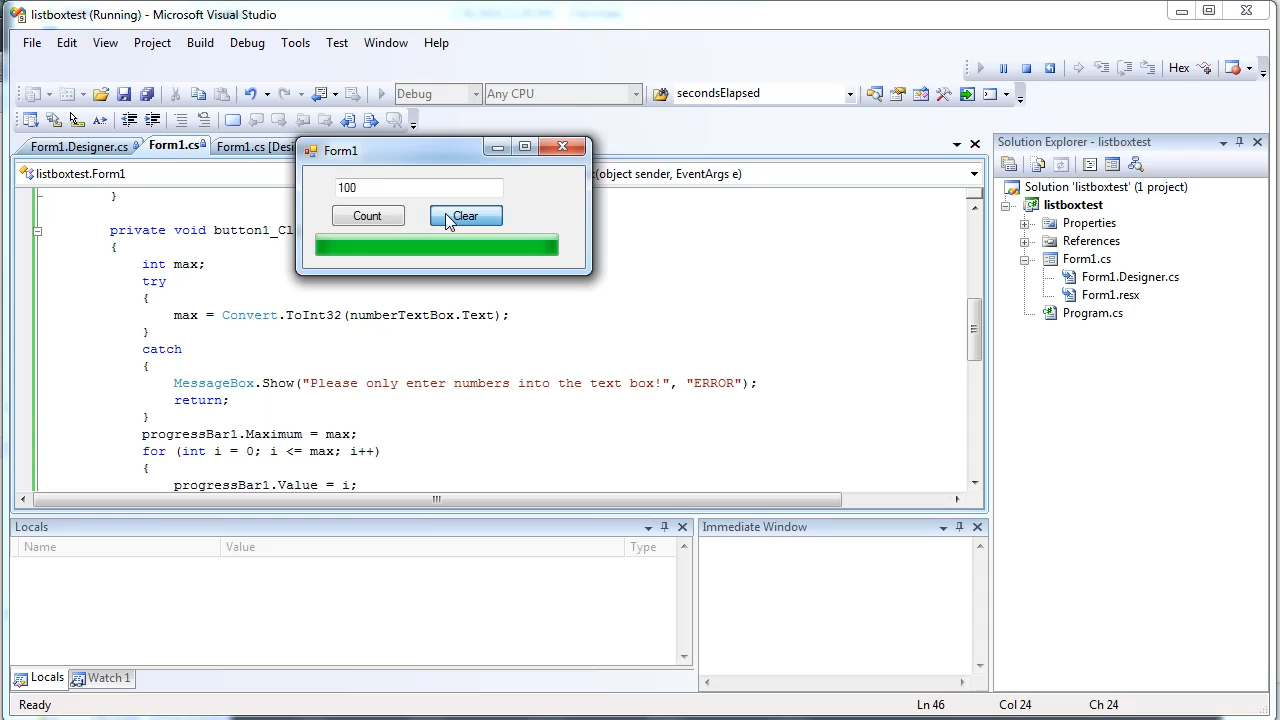 listboxtest (Running) - Microsoft Visual Studio
File Edit View Project Build Debug Tools Test Window Help
Hex
Debug Any CPU secondsElapsed
Form1.Designer.cs Form1.cs Form1.cs [Des
listboxtest.Form1
(object sender, EventArgs e)
}
private void button1_Cl
{
int max;
try
{
max = Convert.ToInt32(numberTextBox.Text);
}
catch
{
MessageBox.Show("Please only enter numbers into the text box!", "ERROR");
return;
}
progressBar1.Maximum = max;
for (int i = 0; i <= max; i++)
{
progressBar1.Value = i;
Form1
100
Count Clear
Solution Explorer - listboxtest
Solution 'listboxtest' (1 project)
listboxtest
Properties
References
Form1.cs
Form1.Designer.cs
Form1.resx
Program.cs
Locals
Name Value Type
Immediate Window
Locals Watch 1
Ready Ln 46 Col 24 Ch 24